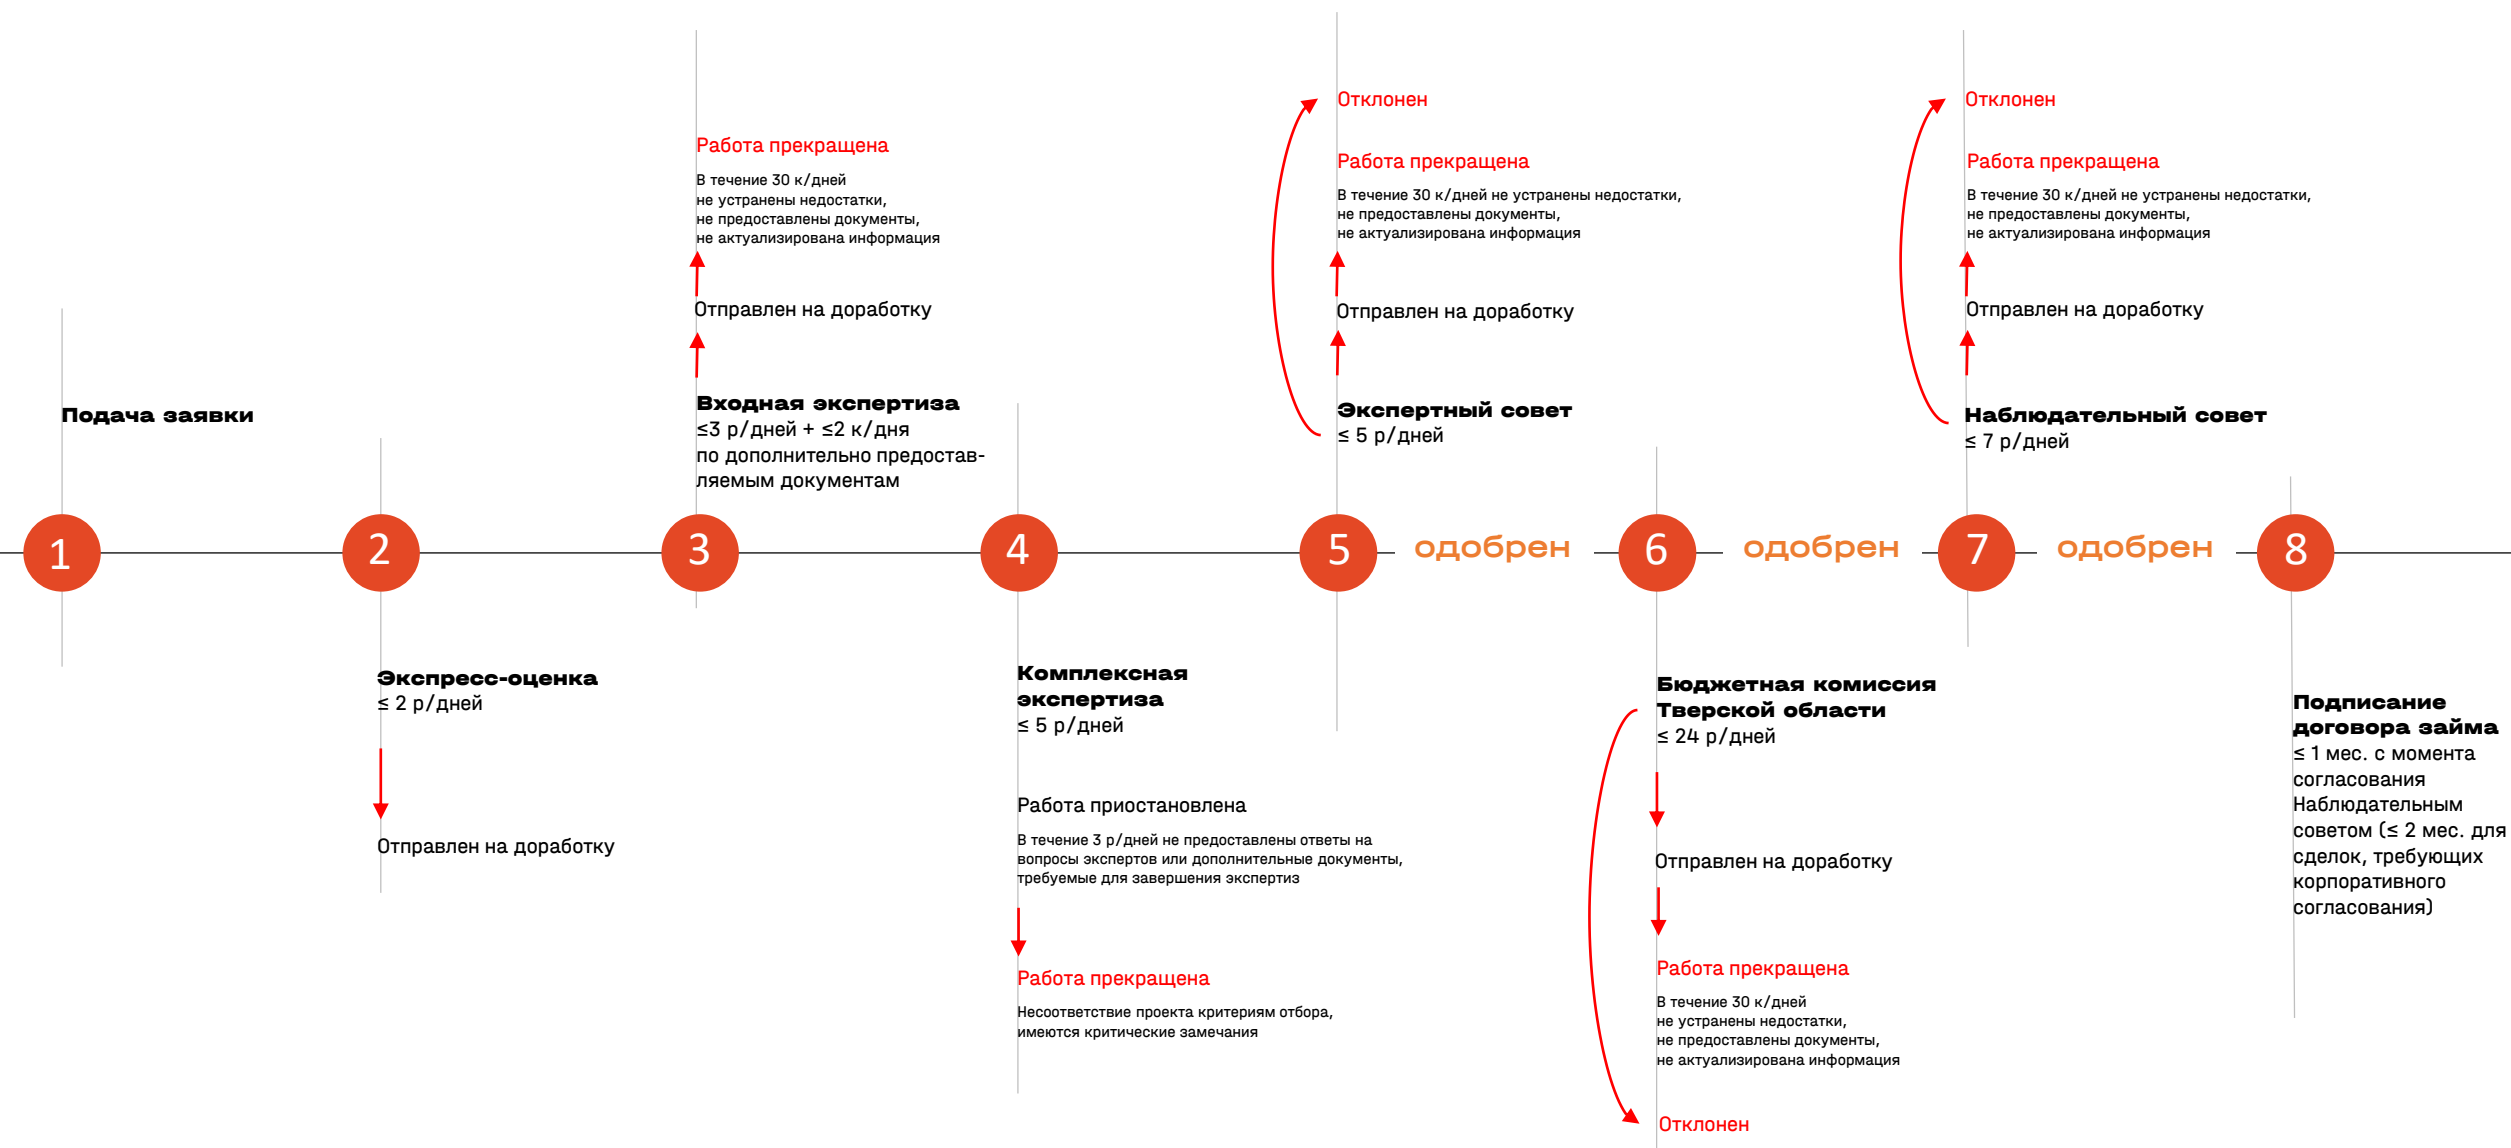 1
Подача заявки
2
Экспресс-оценка
≤ 2 р/дней
Отправлен на доработку
3
Работа прекращена
В течение 30 к/дней
не устранены недостатки,
не предоставлены документы,
не актуализирована информация
Отправлен на доработку
Входная экспертиза
≤3 р/дней + ≤2 к/дня
по дополнительно предостав-
ляемым документам
4
Комплексная
экспертиза
≤ 5 р/дней
Работа приостановлена
В течение 3 р/дней не предоставлены ответы на
вопросы экспертов или дополнительные документы,
требуемые для завершения экспертиз
Работа прекращена
Несоответствие проекта критериям отбора,
имеются критические замечания
5
Отклонен
Работа прекращена
В течение 30 к/дней не устранены недостатки,
не предоставлены документы,
не актуализирована информация
Отправлен на доработку
Экспертный совет
≤ 5 р/дней
одобрен
6
Бюджетная комиссия
Тверской области
≤ 24 р/дней
Отправлен на доработку
Работа прекращена
В течение 30 к/дней
не устранены недостатки,
не предоставлены документы,
не актуализирована информация
Отклонен
одобрен
7
Отклонен
Работа прекращена
В течение 30 к/дней не устранены недостатки,
не предоставлены документы,
не актуализирована информация
Отправлен на доработку
Наблюдательный совет
≤ 7 р/дней
одобрен
8
Подписание
договора займа
≤ 1 мес. с момента
согласования
Наблюдательным
советом (≤ 2 мес. для
сделок, требующих
корпоративного
согласования)